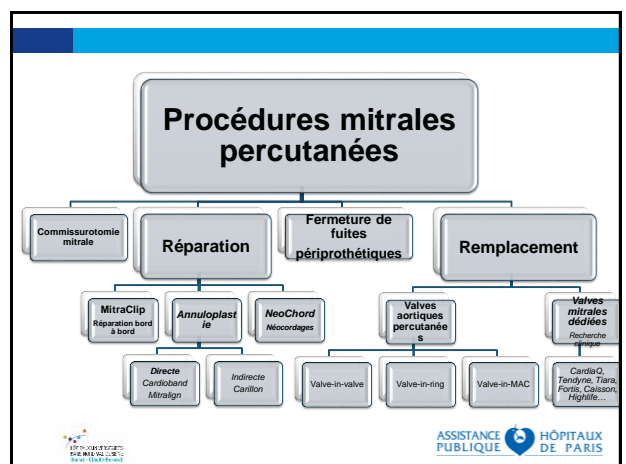 Procédures mitrales
percutanées
Commissurotomie
mitrale
Réparation
Fermeture de
fuites
périprothétiques
Remplacement
MitraClip
Réparation bord
à bord
Annuloplast
ie
NeoChord
Néocordages
Valves
aortiques
percutanée
s
Valves
mitrales
dédiées
Recherche
clinique
Directe
Cardioband
Mitralign
Indirecte
Carillon
Valve-in-valve
Valve-in-ring
Valve-in-MAC
CardiaQ,
Tendyne, Tiara,
Fortis, Caisson,
Highlife…
ASSISTANCE HÔPITAUX
PUBLIQUE DE PARIS